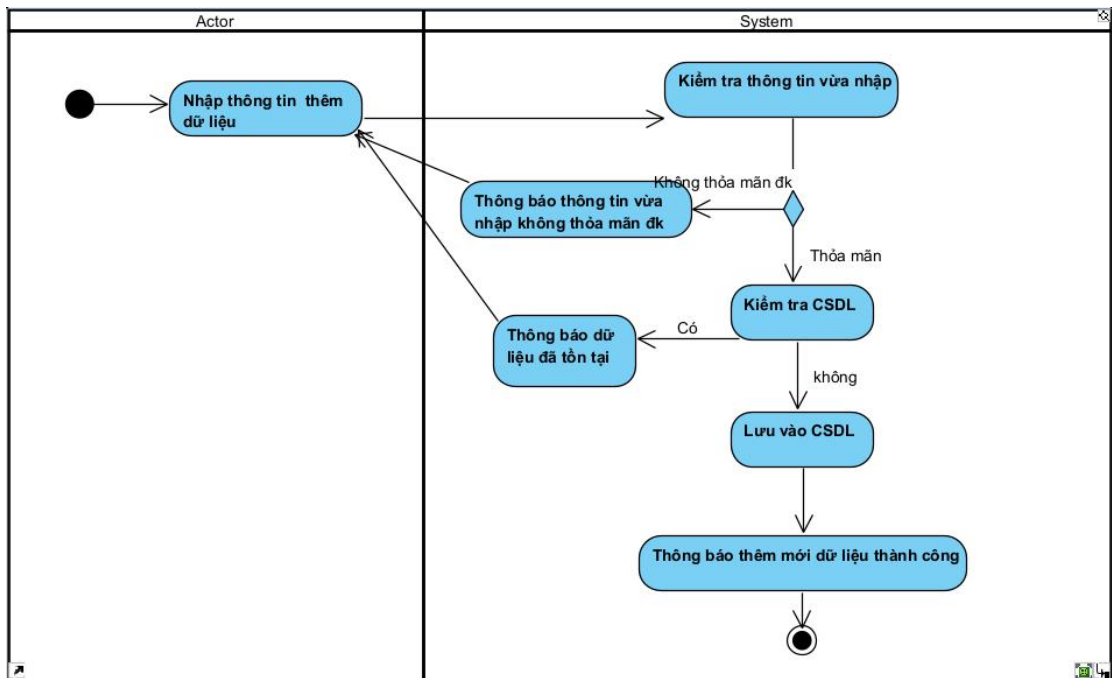 Actor
System
Kiểm tra thông tin vừa nhập
Nhập thông tin thêm
dữ liệu
Không thỏa mãn đk
Thông báo thông tin vừa
nhập không thỏa mãn đk
Thỏa mãn
Kiểm tra CSDL
Có
Thông báo dữ
liệu đã tồn tại
không
Lưu vào CSDL
Thông báo thêm mới dữ liệu thành công